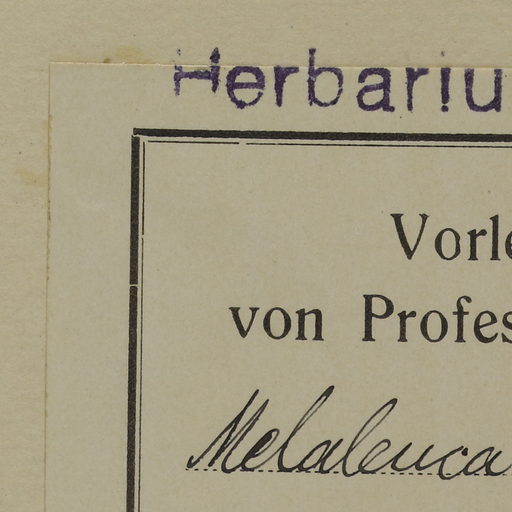 Herbariu
Vorle
von Profes
Melaleuca